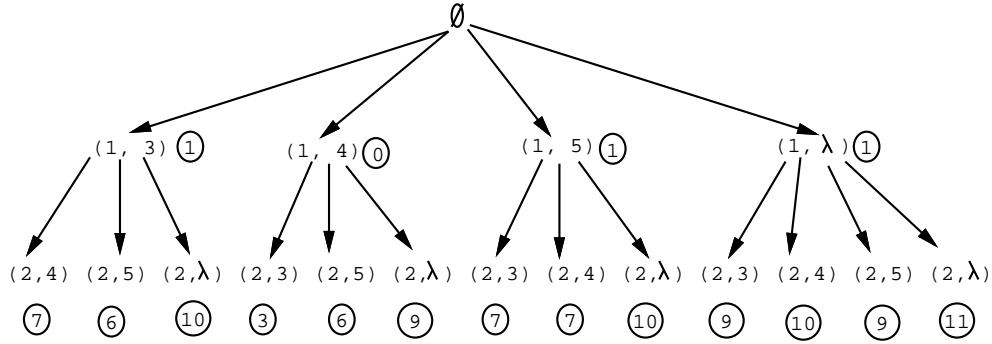 Ø
(1, 3) 1 (1, 4) 0 (1, 5) 1 (1, λ) 1
(2,4) (2,5) (2,λ) (2,3) (2,5) (2,λ) (2,3) (2,4) (2,λ) (2,3) (2,4) (2,5) (2,λ)
7 6 10 3 6 9 7 7 10 9 10 9 11